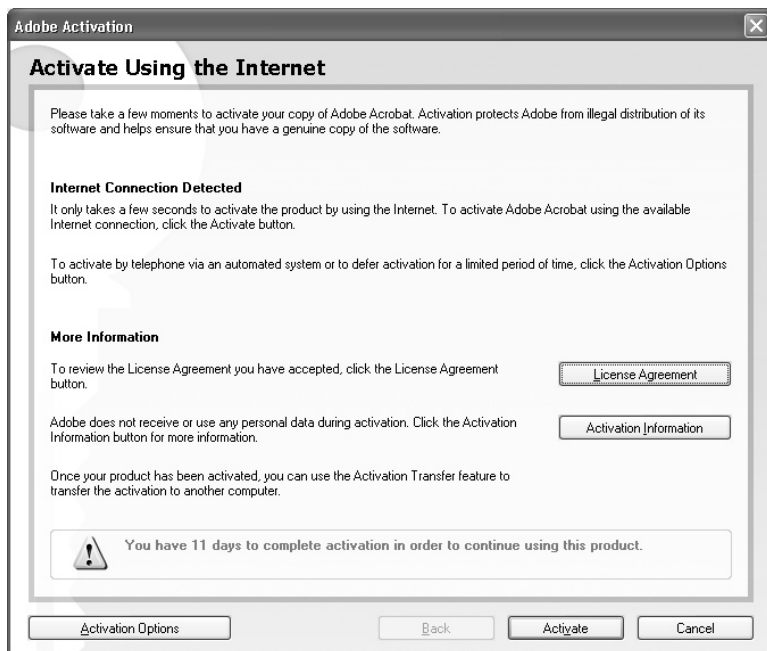 Adobe Activation
Activate Using the Internet
Please take a few moments to activate your copy of Adobe Acrobat. Activation protects Adobe from illegal distribution of its
software and helps ensure that you have a genuine copy of the software.
Internet Connection Detected
It only takes a few seconds to activate the product by using the Internet. To activate Adobe Acrobat using the available
Internet connection, click the Activate button.
To activate by telephone via an automated system or to defer activation for a limited period of time, click the Activation Options
button.
More Information
To review the License Agreement you have accepted, click the License Agreement
button.
License Agreement
Adobe does not receive or use any personal data during activation. Click the Activation
Information button for more information.
Activation Information
Once your product has been activated, you can use the Activation Transfer feature to
transfer the activation to another computer.
You have 11 days to complete activation in order to continue using this product.
Activation Options
Back
Activate
Cancel